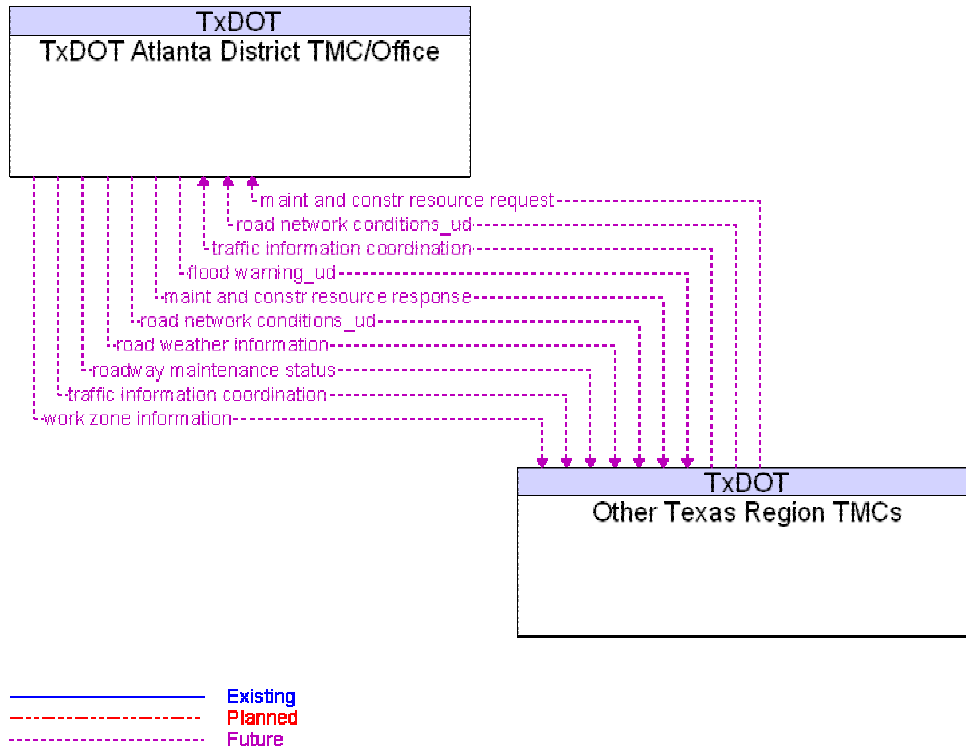 TxDOT
TxDOT Atlanta District TMC/Office
maint and constr resource request
road network conditions_ud
traffic information coordination
flood warning_ud
maint and constr resource response
road network conditions_ud
road weather information
roadway maintenance status
traffic information coordination
work zone information
TxDOT
Other Texas Region TMCs
Existing
Planned
Future